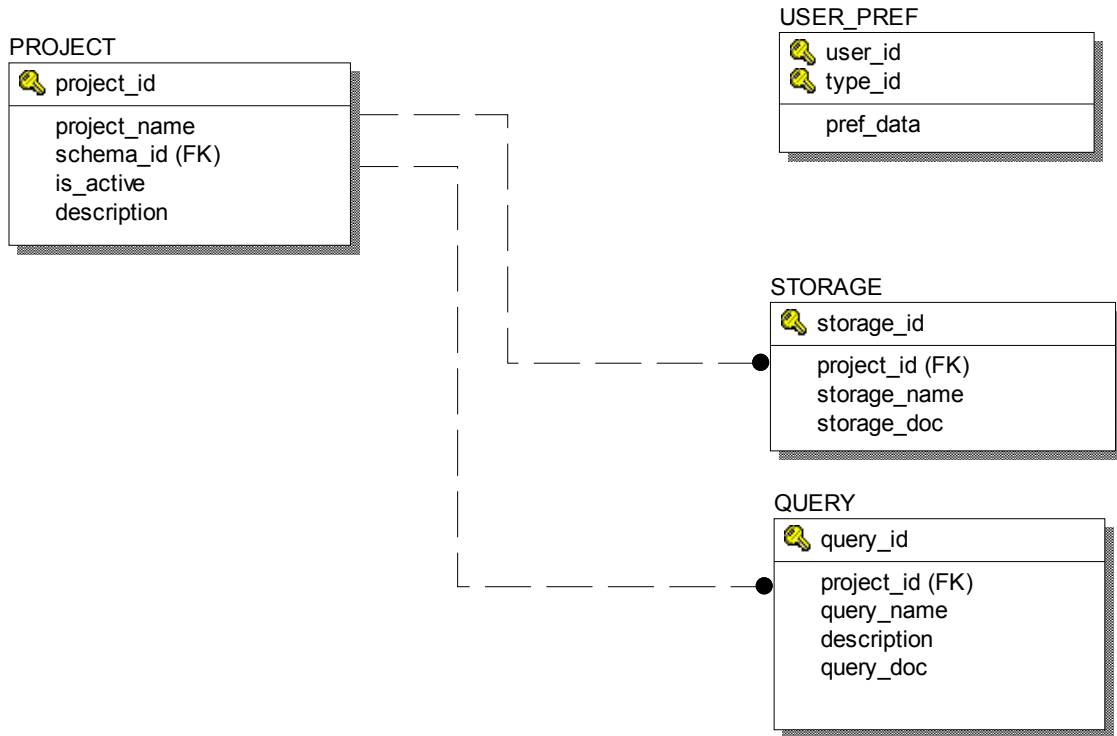 PROJECT
project_id
project_name
schema_id (FK)
is_active
description
USER_PREF
user_id
type_id
pref_data
STORAGE
storage_id
project_id (FK)
storage_name
storage_doc
QUERY
query_id
project_id (FK)
query_name
description
query_doc